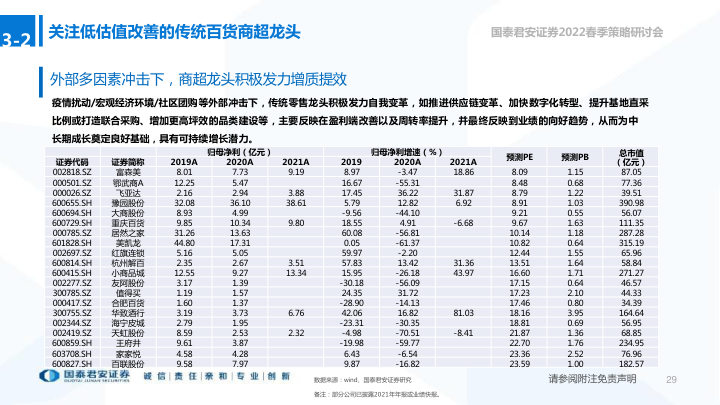 3-2
关注低估值改善的传统百货商超龙头
国泰君安证券2022春季策略研讨会
外部多因素冲击下，商超龙头积极发力增质提效
疫情扰动/宏观经济环境/社区团购等外部冲击下，传统零售龙头积极发力自我变革，如推进供应链变革、加快数字化转型、提升基地直采
比例或打造联合采购、增加更高坪效的品类建设等，主要反映在盈利端改善以及周转率提升，并最终反映到业绩的向好趋势，从而为中
长期成长奠定良好基础，具有可持续增长潜力。
归母净利（亿元） 归母净利增速（%） 预测PE 预测PB 总市值（亿元）
证券代码 证券简称 2019A 2020A 2021A 2019 2020A 2021A
002818.SZ 富森美 8.01 7.73 9.19 8.97 -3.47 18.86 8.09 1.15 87.05
000501.SZ 鄂武商A 12.25 5.47 16.67 -55.31 8.48 0.68 77.36
000026.SZ 飞亚达 2.16 2.94 3.88 17.45 36.22 31.87 8.79 1.22 39.51
600655.SH 豫园股份 32.08 36.10 38.61 5.79 12.82 6.92 8.91 1.03 390.98
600694.SH 大商股份 8.93 4.99 -9.56 -44.10 9.21 0.55 56.07
600729.SH 重庆百货 9.85 10.34 9.80 18.55 4.91 -6.68 9.67 1.63 111.35
000785.SZ 居然之家 31.26 13.63 60.08 -56.81 10.14 1.18 287.28
601828.SH 美凯龙 44.80 17.31 0.05 -61.37 10.82 0.64 315.19
002697.SZ 红旗连锁 5.16 5.05 59.97 -2.20 12.44 1.55 65.96
600814.SH 杭州解百 2.35 2.67 3.51 57.83 13.42 31.36 13.51 1.64 58.84
600415.SH 小商品城 12.55 9.27 13.34 15.95 -26.18 43.97 16.60 1.71 271.27
002277.SZ 友阿股份 3.17 1.39 -30.18 -56.09 17.15 0.64 46.57
300785.SZ 值得买 1.19 1.57 24.35 31.72 17.23 2.10 44.33
000417.SZ 合肥百货 1.60 1.37 -28.90 -14.13 17.46 0.80 34.39
300755.SZ 华致酒行 3.19 3.73 6.76 42.06 16.82 81.03 18.16 3.95 164.64
002344.SZ 海宁皮城 2.79 1.95 -23.31 -30.35 18.81 0.69 56.95
002419.SZ 天虹股份 8.59 2.53 2.32 -4.98 -70.51 -8.41 21.87 1.36 68.85
600859.SH 王府井 9.61 3.87 -19.98 -59.77 22.70 1.76 234.95
603708.SH 家家悦 4.58 4.28 6.43 -6.54 23.36 2.52 76.96
600827.SH 百联股份 9.58 7.97 9.87 -16.82 23.59 1.00 182.57
国泰君安证券
GUOTAI JUNAN SECURITIES
诚信｜责任｜亲和｜专业｜创新
数据来源：wind、国泰君安证券研究
备注：部分公司已披露2021年年报或业绩快报。
请参阅附注免责声明
29